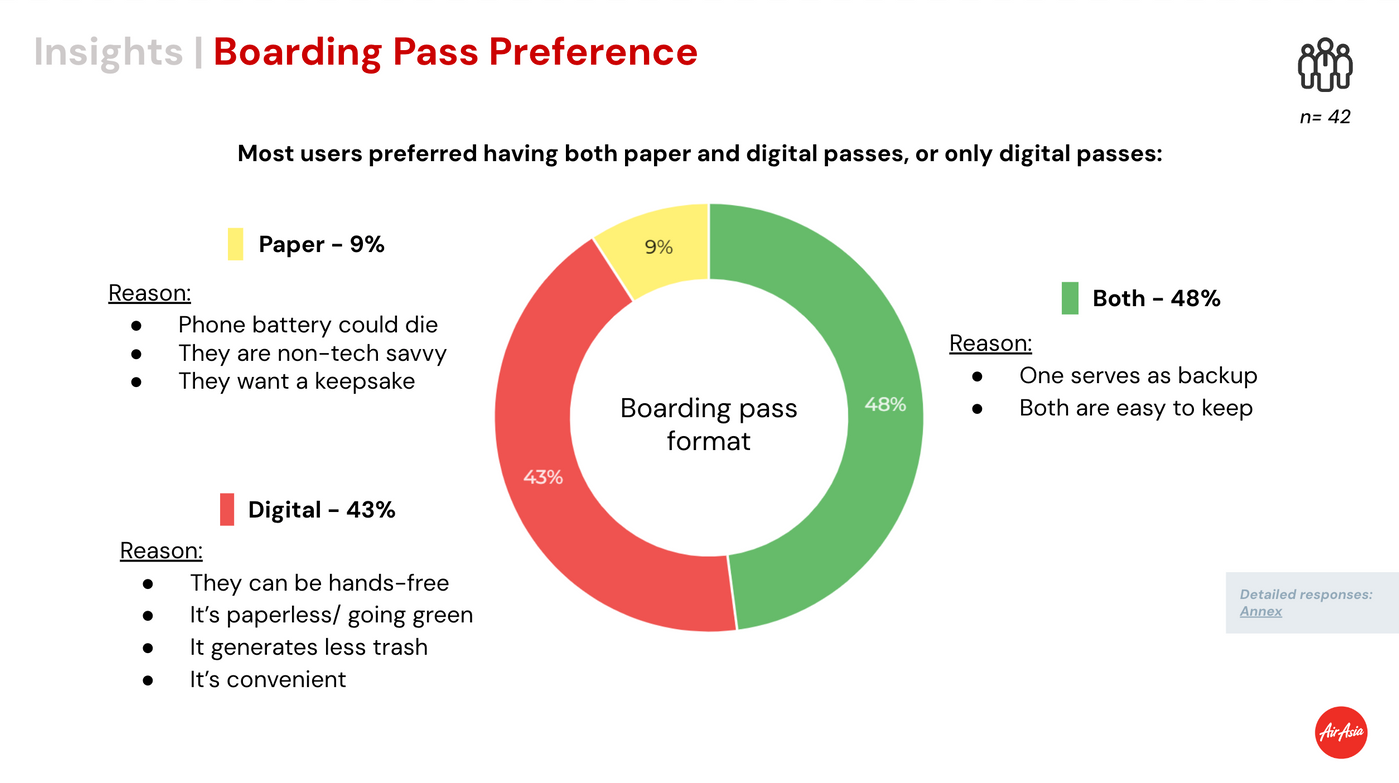 Insights | Boarding Pass Preference
n= 42
Most users preferred having both paper and digital passes, or only digital passes:
Paper - 9%
Reason:
● Phone battery could die
● They are non-tech savvy
● They want a keepsake
Digital - 43%
Reason:
● They can be hands-free
● It's paperless/ going green
● It generates less trash
● It's convenient
9%
48%
43%
Boarding pass
format
Both - 48%
Reason:
● One serves as backup
● Both are easy to keep
Detailed responses:
Annex
AirAsia